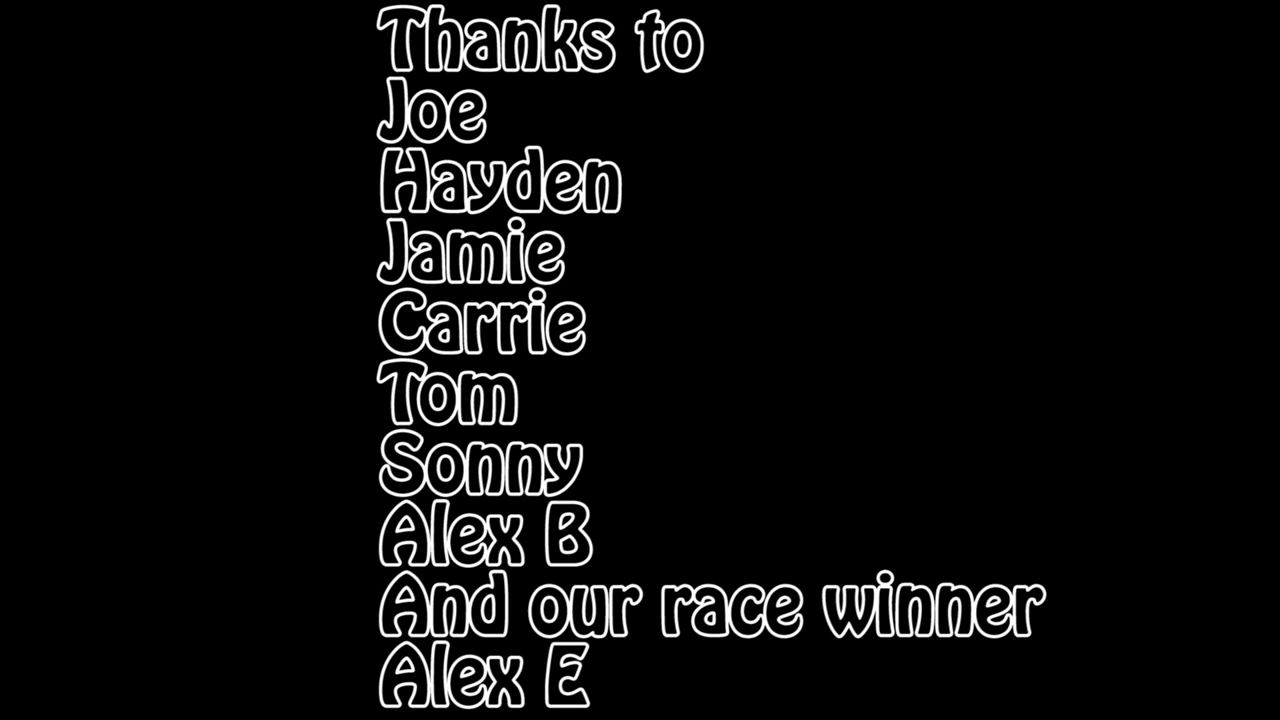 Thanks to
Joe
Hayden
Jamie
Carrie
Tom
Sonny
Alex B
And our race winner
Alex E